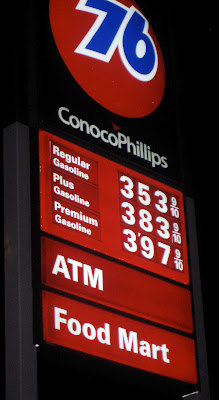 76
ConocoPhillips
Regular Gasoline 353 9/10
Plus Gasoline 383 9/10
Premium Gasoline 397 9/10
ATM
Food Mart